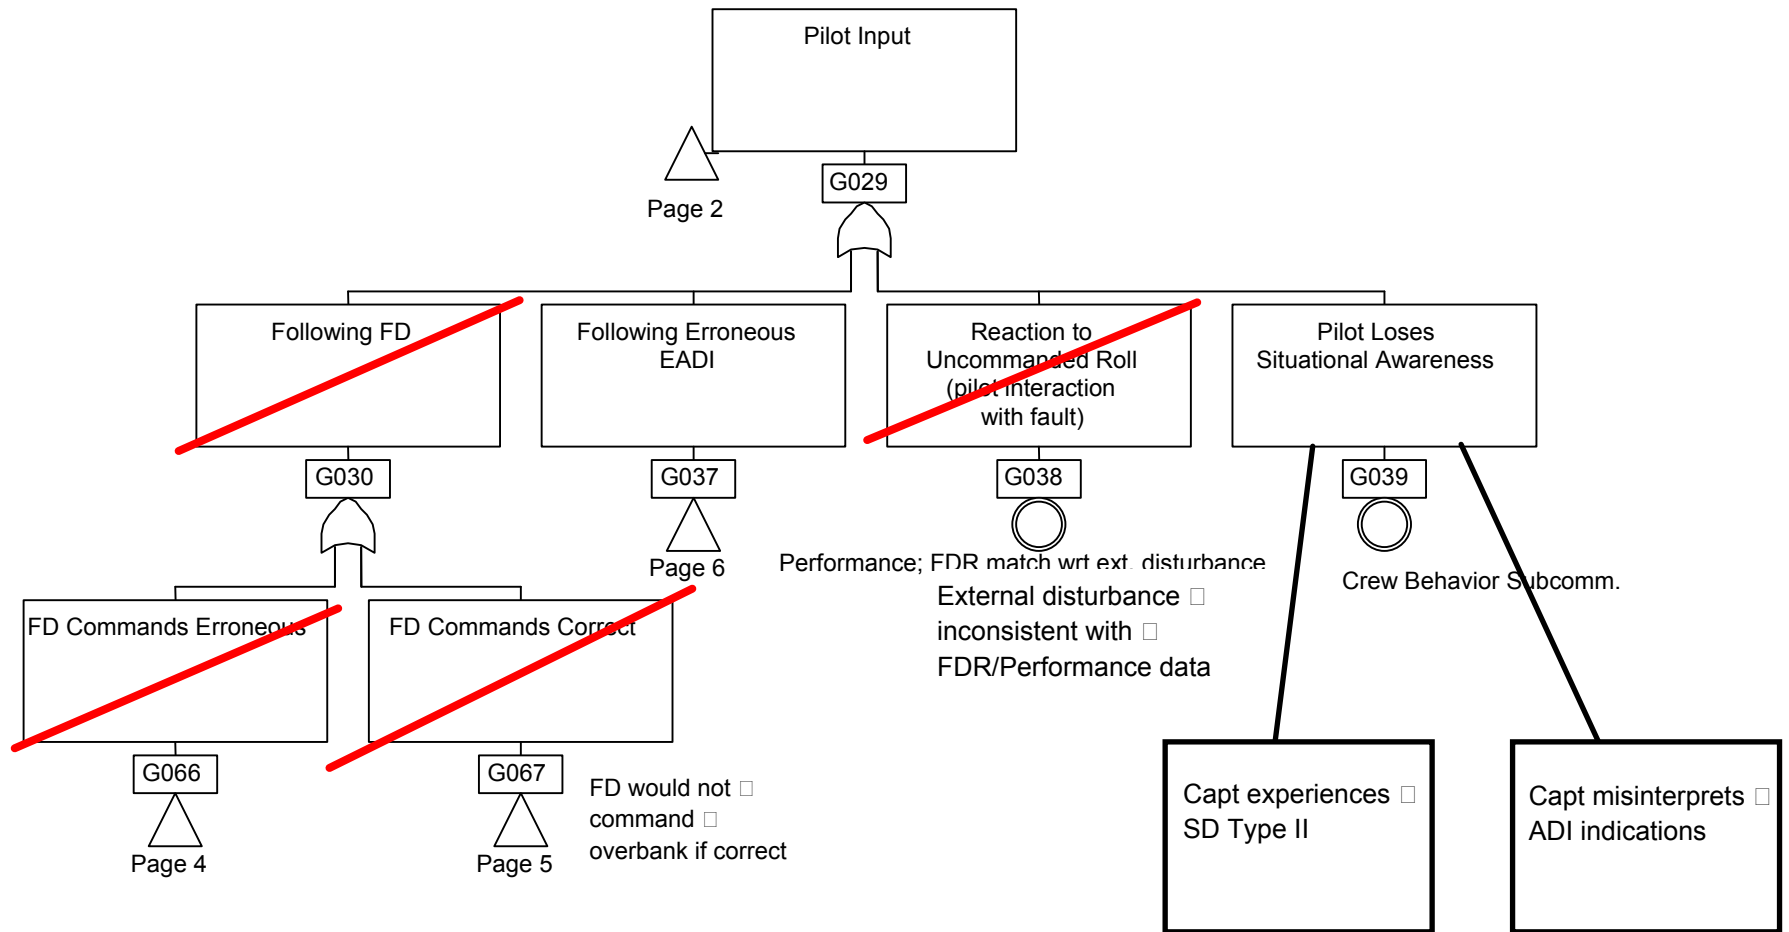 Pilot Input
Page 2
G029
Following FD
Following Erroneous
EADI
Reaction to
Uncommanded Roll
(pilot interaction
with fault)
Pilot Loses
Situational Awareness
G030
G037
G038
G039
Page 6
Performance; FDR match wrt ext. disturbance
External disturbance □
inconsistent with □
FDR/Performance data
Crew Behavior Subcomm.
FD Commands Erroneous
FD Commands Correct
G066
G067
Page 4
Page 5
FD would not □
command □
overbank if correct
Capt experiences □
SD Type II
Capt misinterprets □
ADI indications